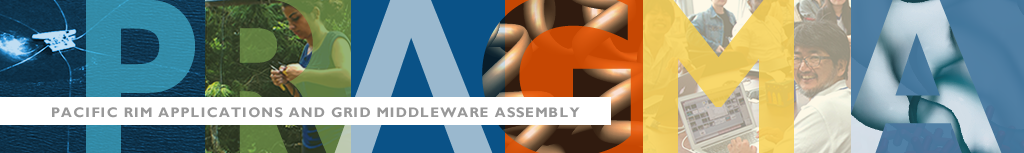 PRAGMA
PACIFIC RIM APPLICATIONS AND GRID MIDDLEWARE ASSEMBLY